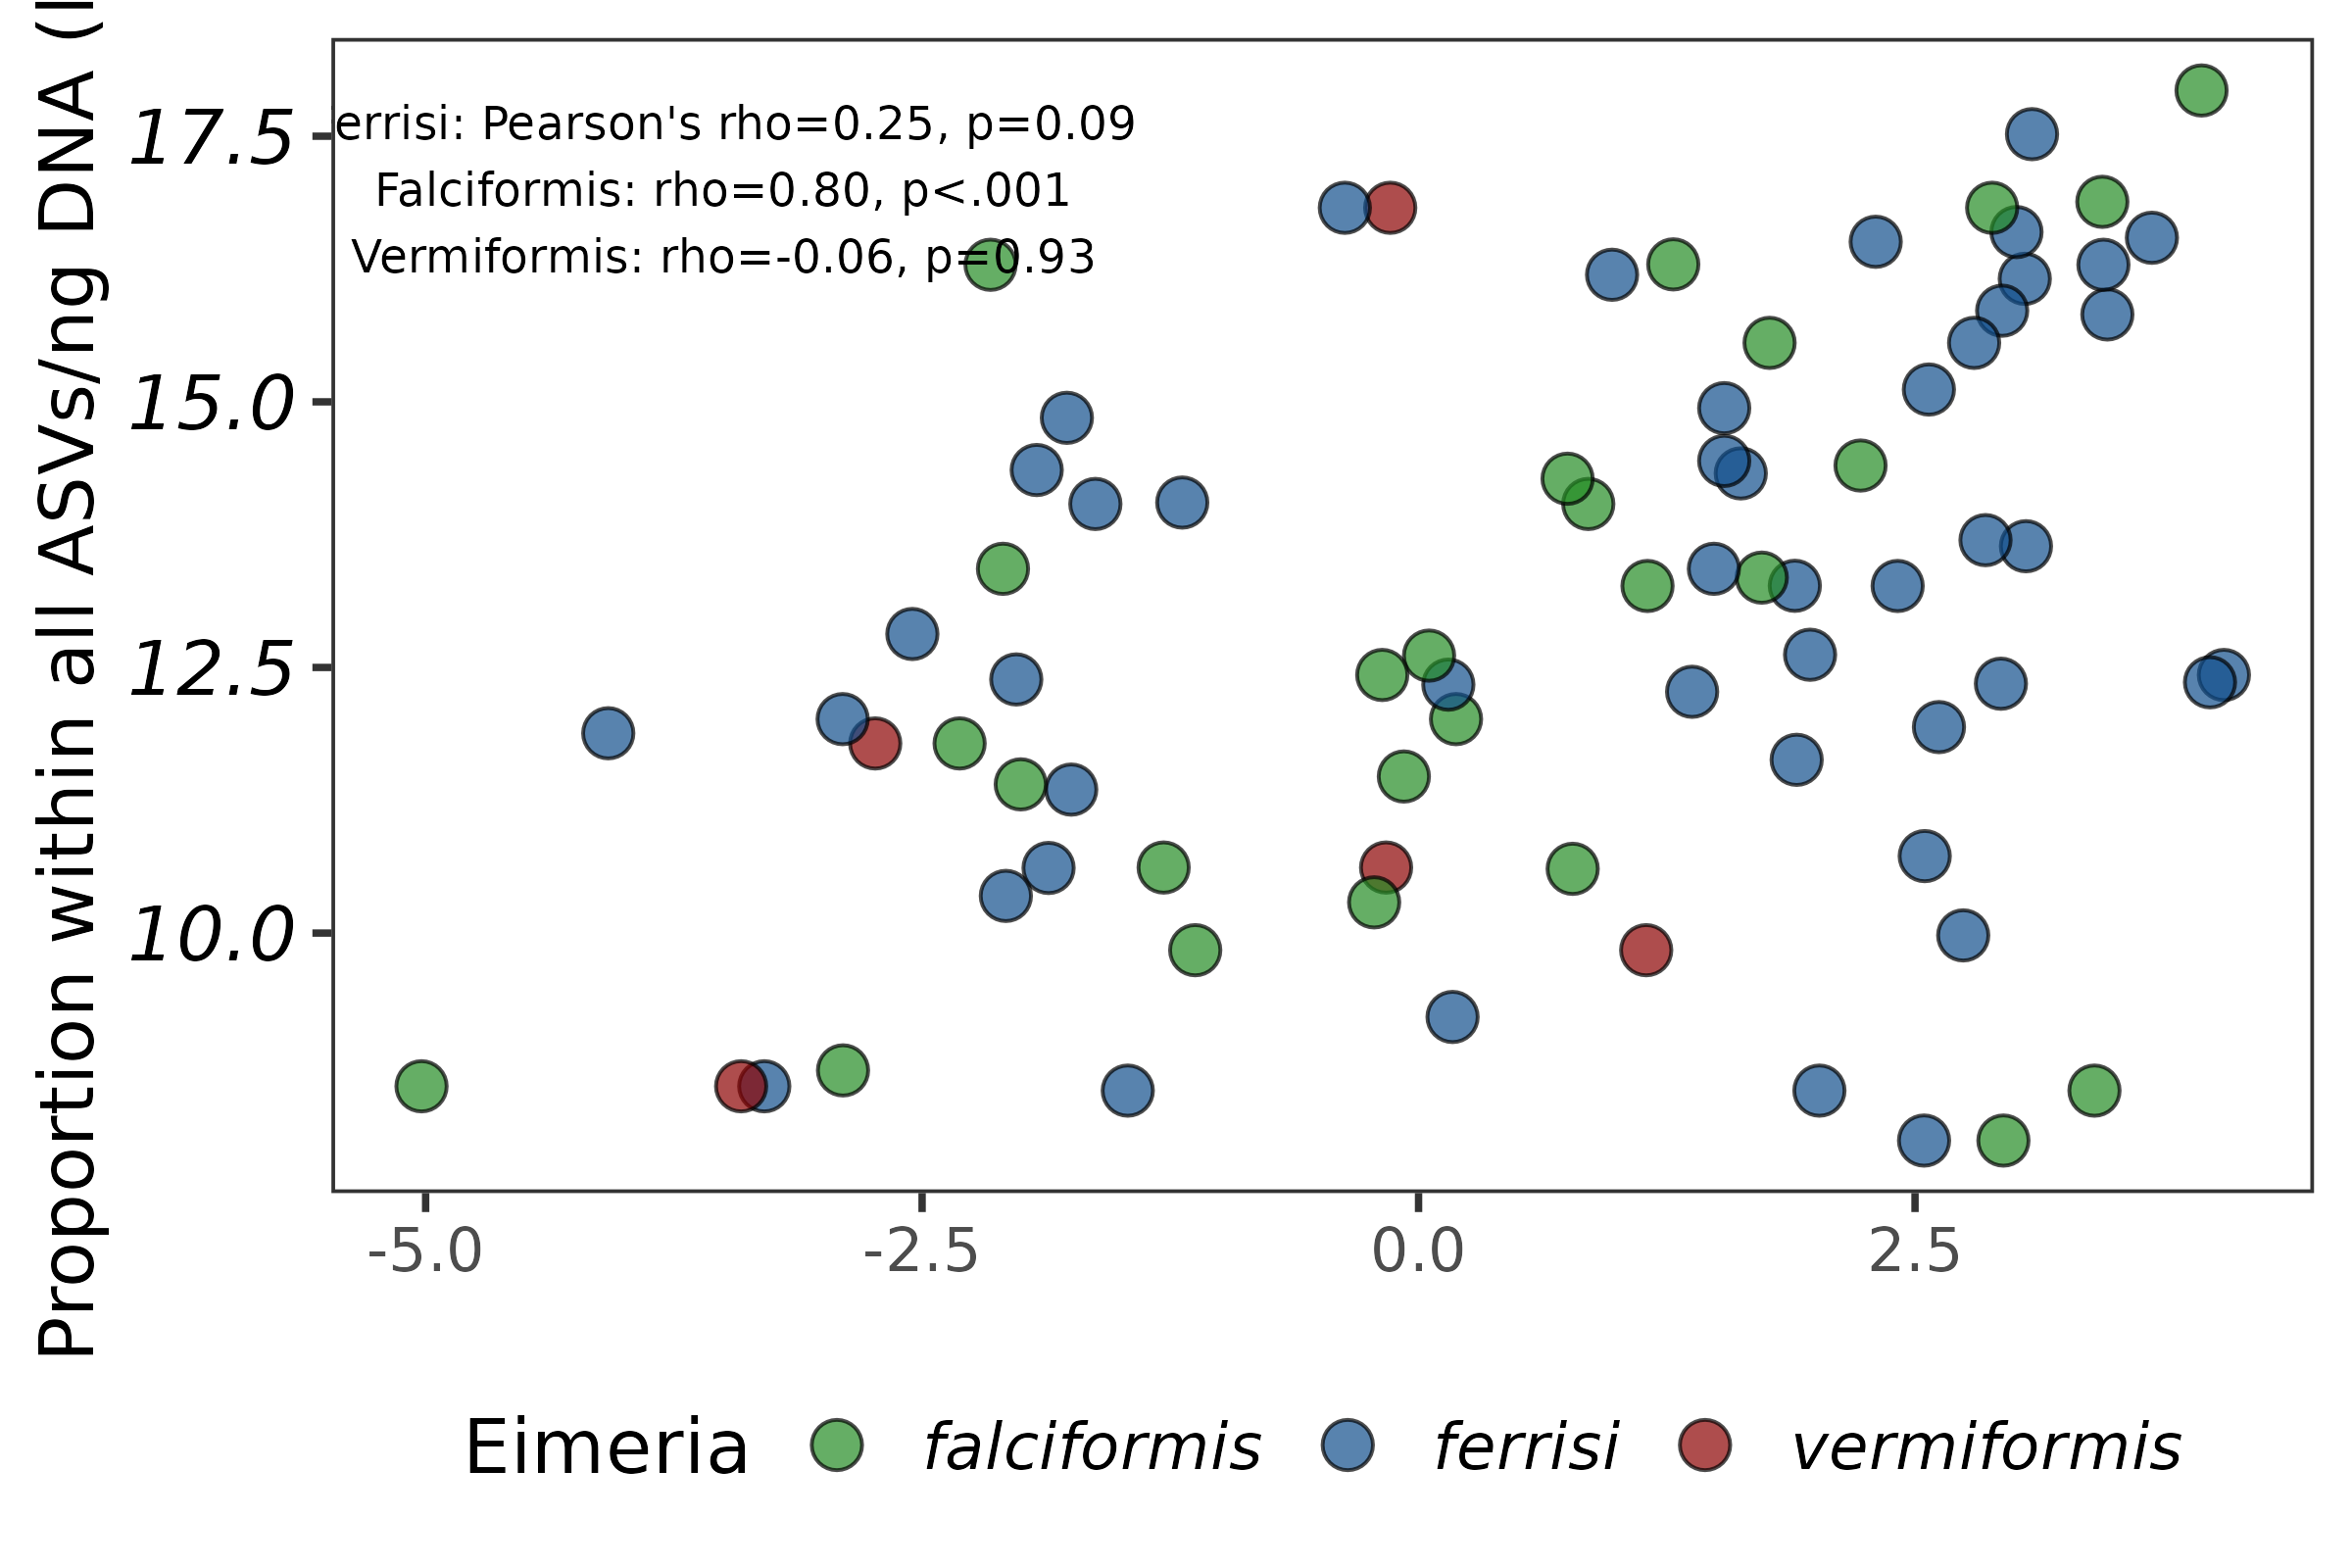 Proportion within all ASVs/ng DNA (
17.5
15.0
12.5
10.0
errisi: Pearson's rho=0.25, p=0.09
Falciformis: rho=0.80, p<.001
Vermiformis: rho=-0.06, p=0.93
-5.0
-2.5
0.0
2.5
Eimeria
falciformis
ferrisi
vermiformis